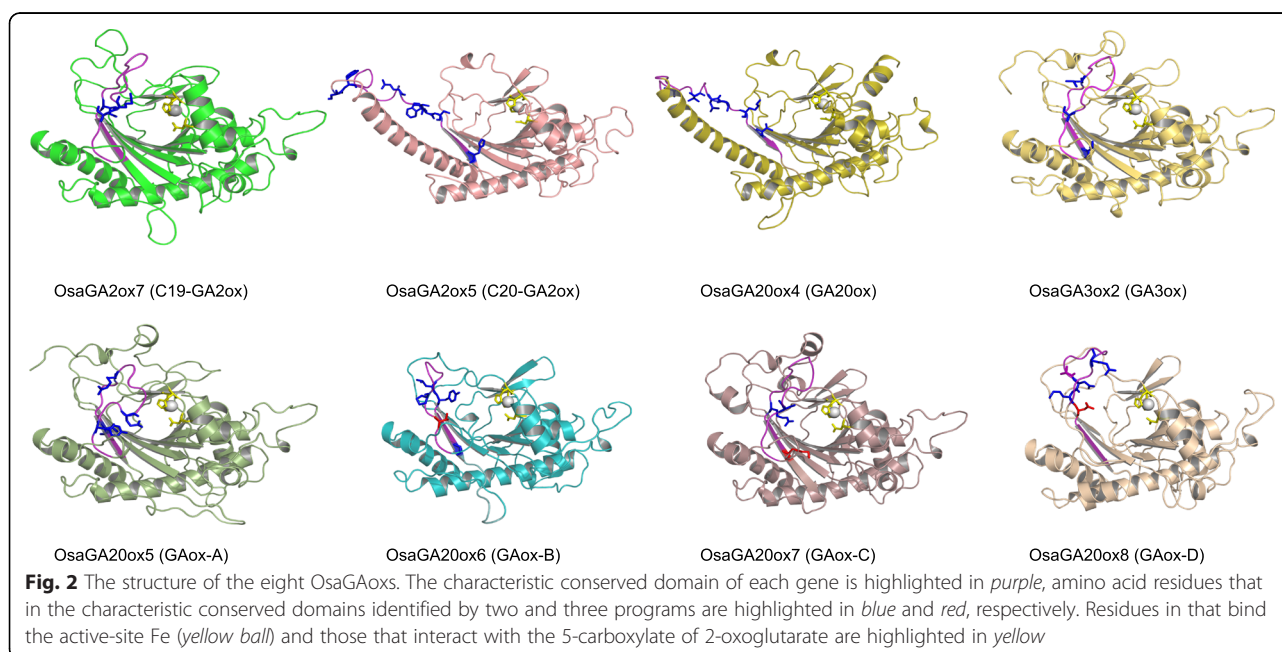 OsaGA2ox7 (C19-GA2ox) OsaGA2ox5 (C20-GA2ox) OsaGA20ox4 (GA20ox) OsaGA3ox2 (GA3ox)
OsaGA20ox5 (GAox-A) OsaGA20ox6 (GAox-B) OsaGA20ox7 (GAox-C) OsaGA20ox8 (GAox-D)
Fig. 2 The structure of the eight OsaGAoxs. The characteristic conserved domain of each gene is highlighted in purple, amino acid residues that
in the characteristic conserved domains identified by two and three programs are highlighted in blue and red, respectively. Residues in that bind
the active-site Fe (yellow ball) and those that interact with the 5-carboxylate of 2-oxoglutarate are highlighted in yellow